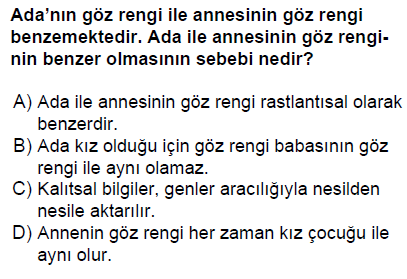 Ada'nın göz rengi ile annesinin göz rengi
benzemektedir. Ada ile annesinin göz rengi-
nin benzer olmasının sebebi nedir?
A) Ada ile annesinin göz rengi rastlantısal olarak
benzerdir.
B) Ada kız olduğu için göz rengi babasının göz
rengi ile aynı olamaz.
C) Kalıtsal bilgiler, genler aracılığıyla nesilden
nesile aktarılır.
D) Annenin göz rengi her zaman kız çocuğu ile
aynı olur.